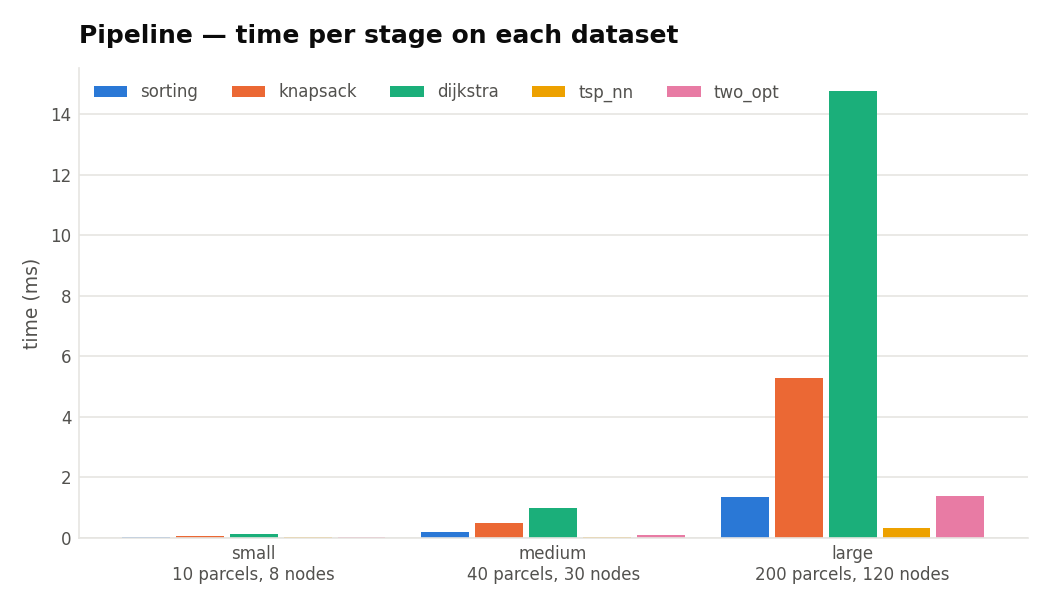 Pipeline — time per stage on each dataset
sorting
knapsack
dijkstra
tsp_nn
two_opt
time (ms)
14
12
10
8
6
4
2
0
small
10 parcels, 8 nodes
medium
40 parcels, 30 nodes
large
200 parcels, 120 nodes